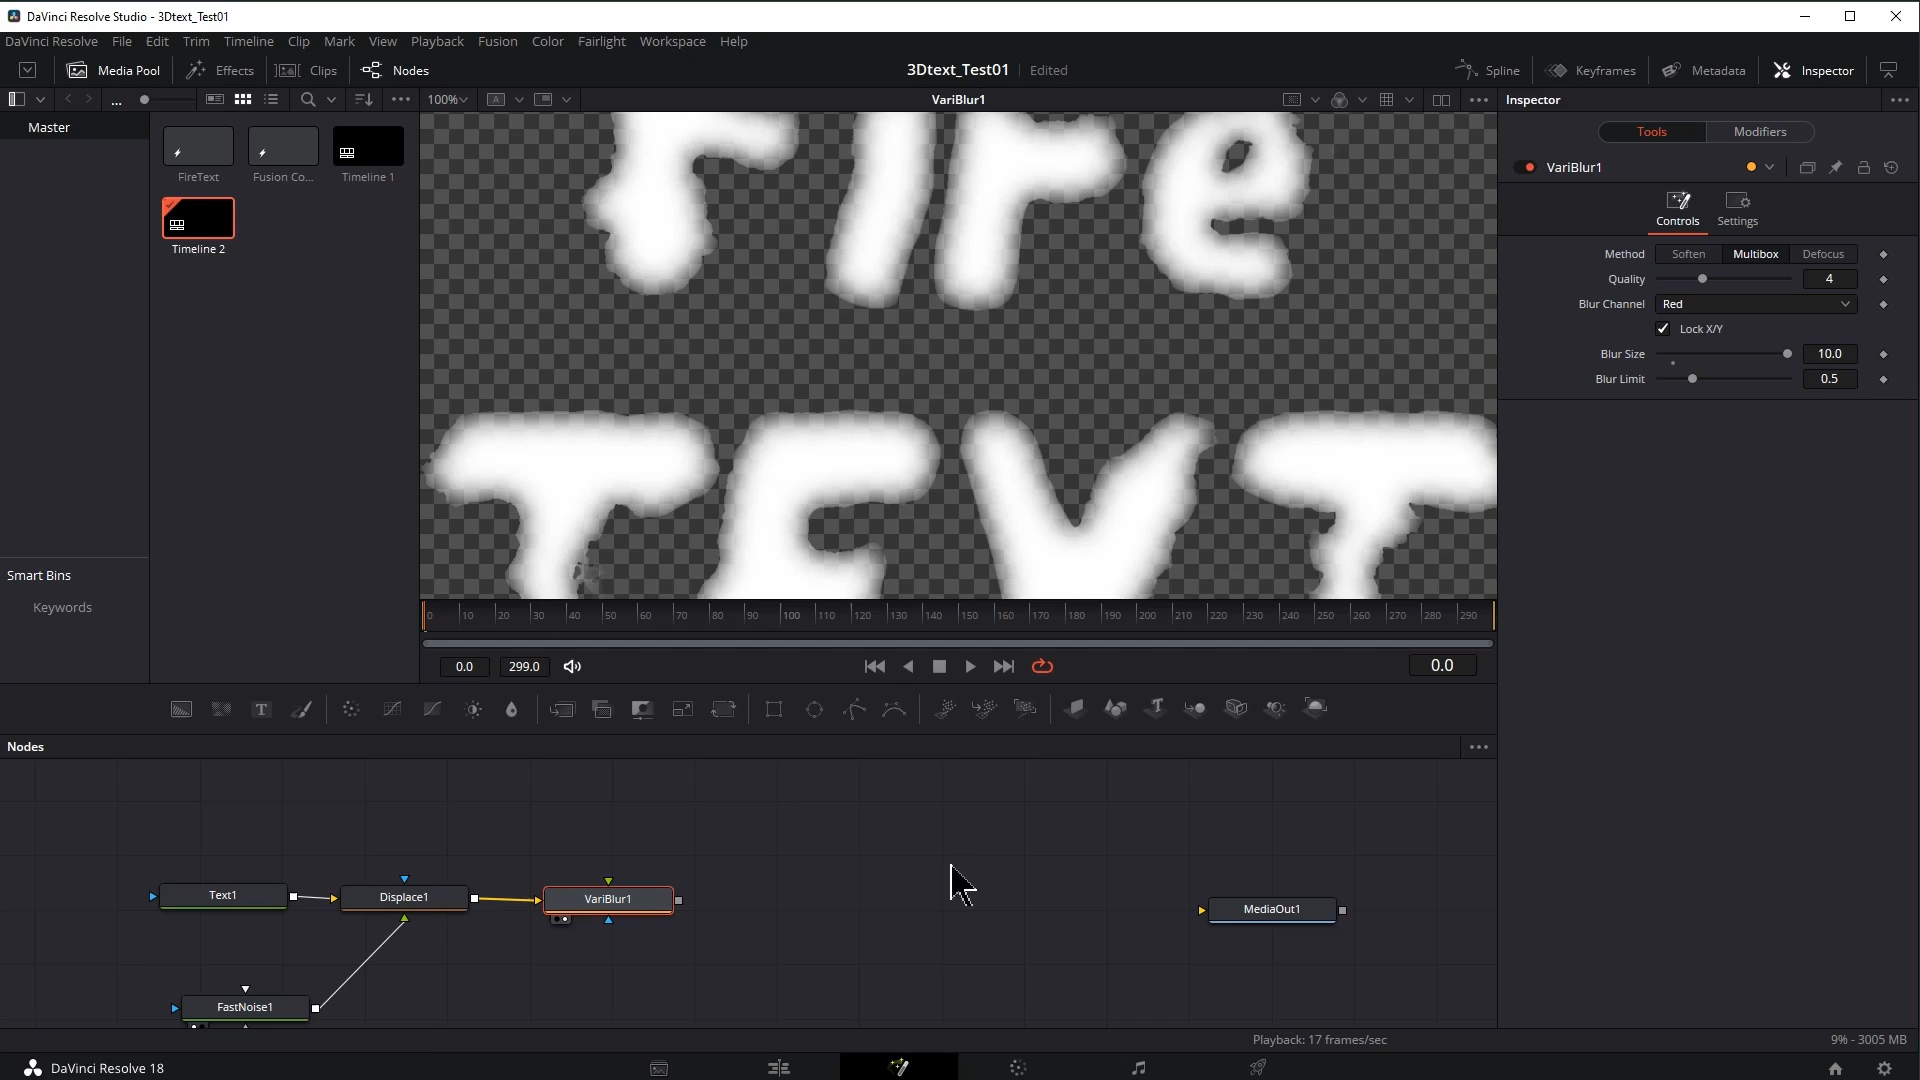 DaVinci Resolve Studio - 3Dtext_Test01
DaVinci Resolve File Edit Trim Timeline Clip Mark View Playback Fusion Color Fairlight Workspace Help
Media Pool Effects Clips Nodes 3Dtext_Test01 Edited Spline Keyframes Metadata Inspector
... 100% A VariBlur1 Inspector
Master
FireText Fusion Co... Timeline 1
Timeline 2
Smart Bins
Keywords
Fire
TEXT
Tools Modifiers
VariBlur1
Controls Settings
Method Soften Multibox Defocus
Quality 4
Blur Channel Red
Lock X/Y
Blur Size 10.0
Blur Limit 0.5
0 10 20 30 40 50 60 70 80 90 100 110 120 130 140 150 160 170 180 190 200 210 220 230 240 250 260 270 280 290
0.0 299.0 0.0
Nodes
Text1 Displace1 VariBlur1 MediaOut1
FastNoise1
Playback: 17 frames/sec 9% - 3005 MB
DaVinci Resolve 18